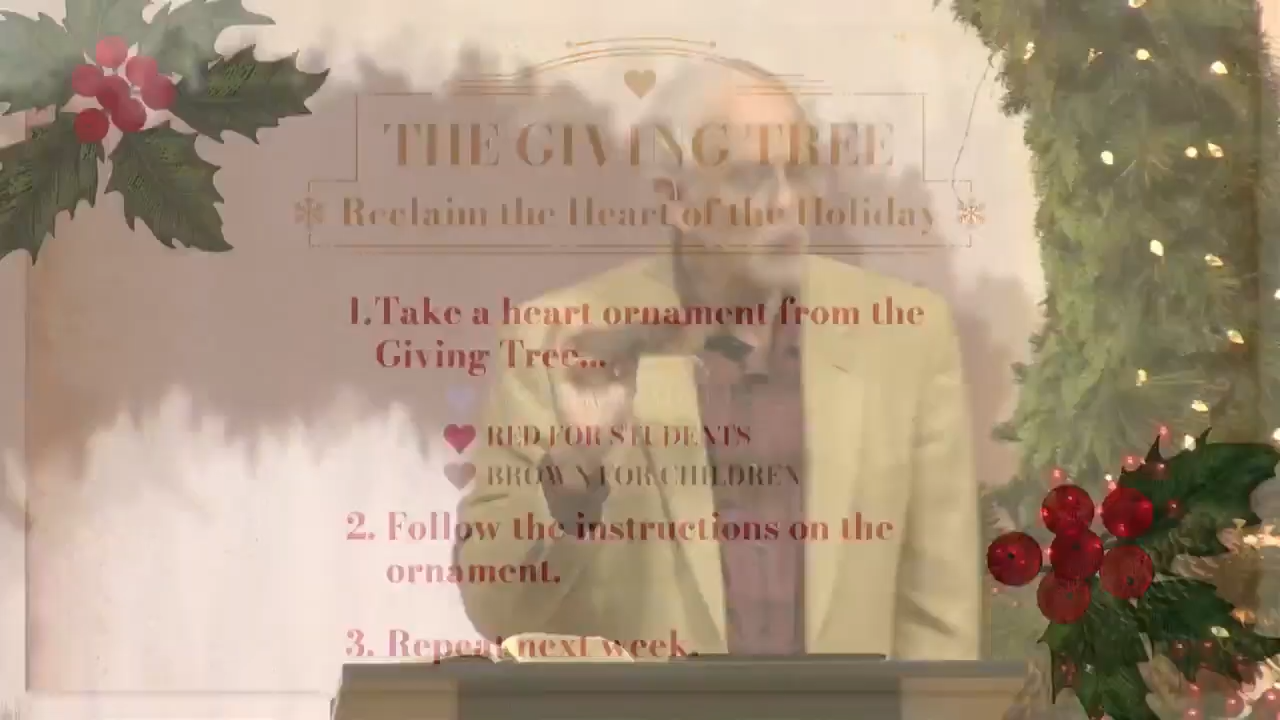 THE GIVING TREE
Reclaim the Heart of the Holiday
1. Take a heart ornament from the
Giving Tree...
RED FOR STUDENTS
BROWN FOR CHILDREN
2. Follow the instructions on the
ornament.
3. Repeat next week.